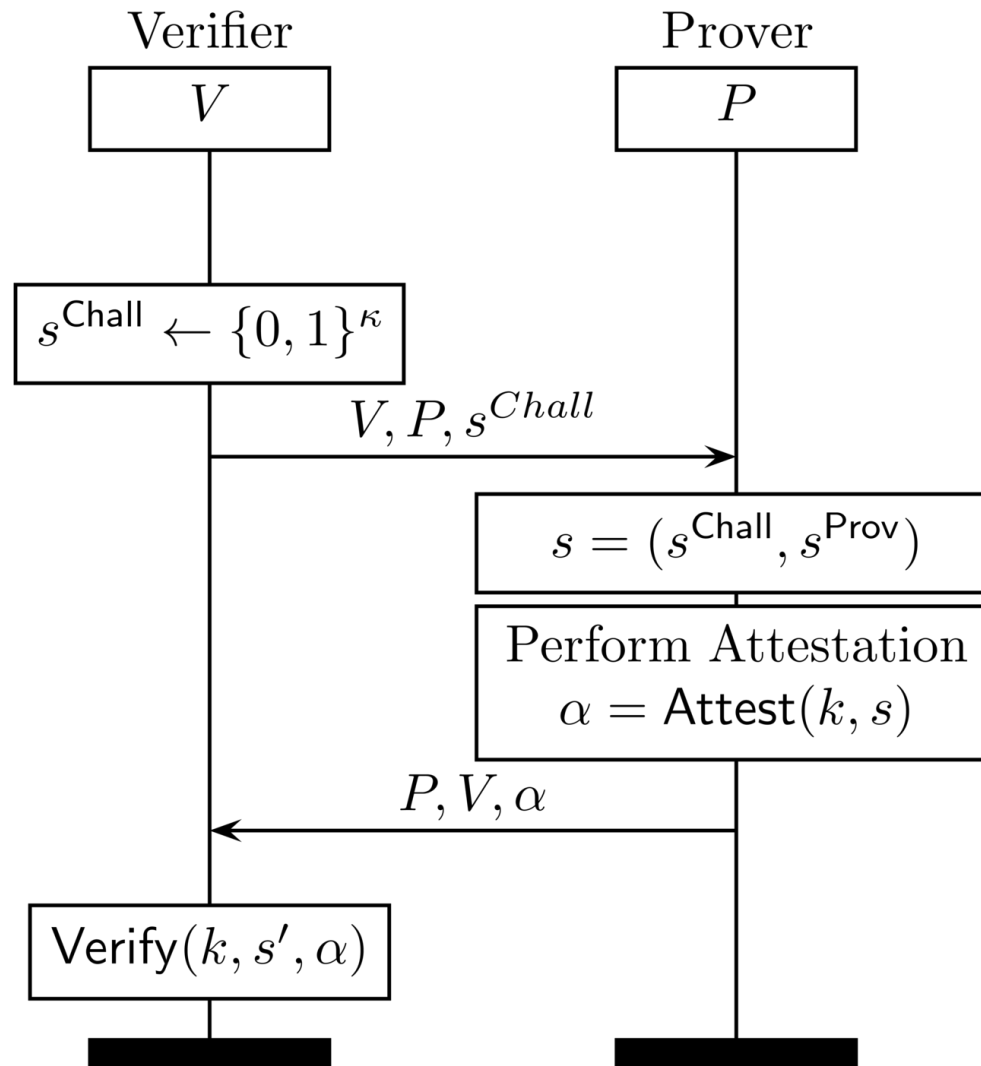 Verifier
Prover
V
P
s^Chall ← {0, 1}^κ
V, P, s^Chall
s = (s^Chall, s^Prov)
Perform Attestation
α = Attest(k, s)
P, V, α
Verify(k, s′, α)